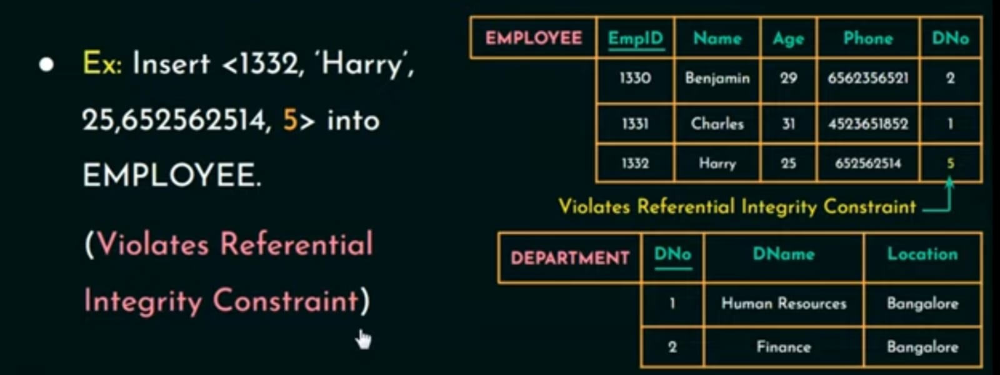 Ex: Insert <1332, ‘Harry’,
25,652562514, 5> into
EMPLOYEE.
(Violates Referential
Integrity Constraint)
EMPLOYEE EmpID Name Age Phone DNo
1330 Benjamin 29 6562356521 2
1331 Charles 31 4523651852 1
1332 Harry 25 652562514 5
Violates Referential Integrity Constraint
DEPARTMENT DNo DName Location
1 Human Resources Bangalore
2 Finance Bangalore